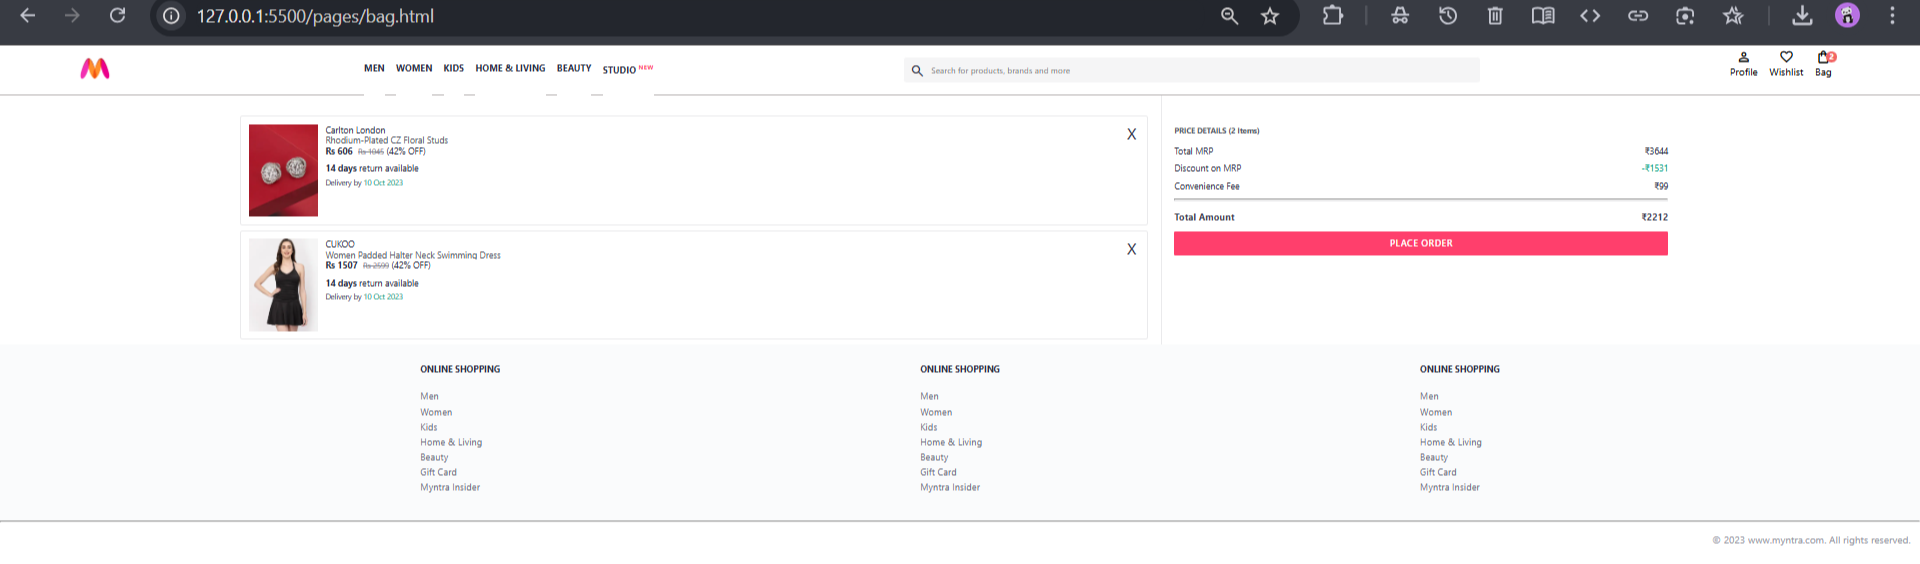 127.0.0.1:5500/pages/bag.html
MEN WOMEN KIDS HOME & LIVING BEAUTY STUDIO NEW
Search for products, brands and more
Profile Wishlist Bag 2
Carlton London
Rhodium-Plated CZ Floral Studs
Rs 606 Rs 1045 (42% OFF)
14 days return available
Delivery by 10 Oct 2023
X
CUKOO
Women Padded Halter Neck Swimming Dress
Rs 1507 Rs 2599 (42% OFF)
14 days return available
Delivery by 10 Oct 2023
X
PRICE DETAILS (2 Items)
Total MRP ₹3644
Discount on MRP -₹1531
Convenience Fee ₹99
Total Amount ₹2212
PLACE ORDER
ONLINE SHOPPING
Men
Women
Kids
Home & Living
Beauty
Gift Card
Myntra Insider
ONLINE SHOPPING
Men
Women
Kids
Home & Living
Beauty
Gift Card
Myntra Insider
ONLINE SHOPPING
Men
Women
Kids
Home & Living
Beauty
Gift Card
Myntra Insider
© 2023 www.myntra.com. All rights reserved.